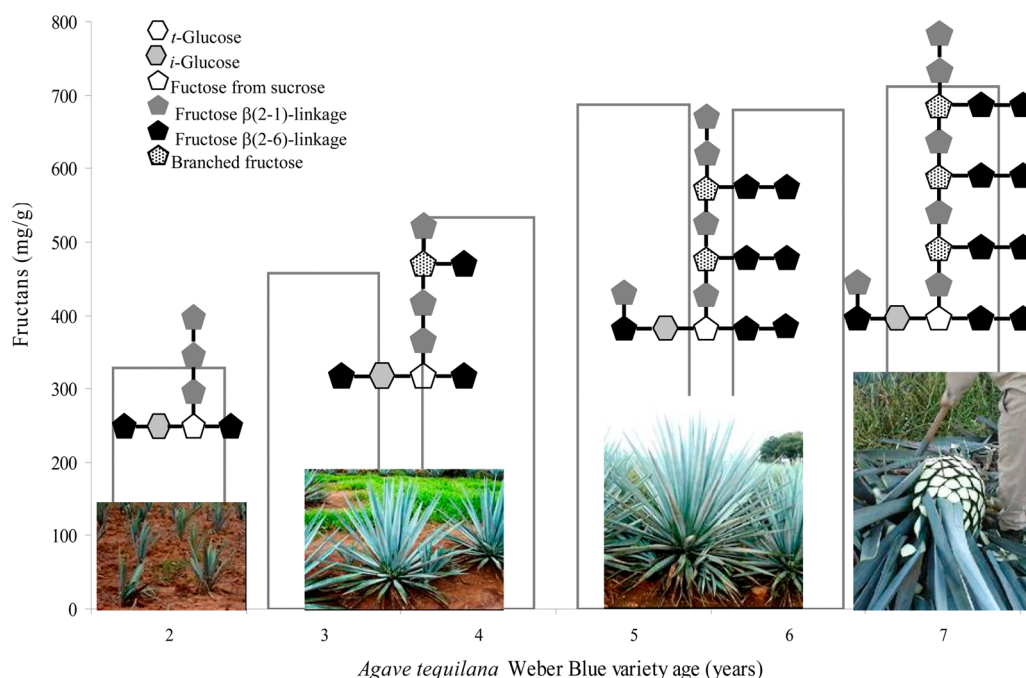 800
700
600
500
400
300
200
100
0
Fructans (mg/g)
t-Glucose
i-Glucose
Fuctose from sucrose
Fructose β(2-1)-linkage
Fructose β(2-6)-linkage
Branched fructose
2 3 4 5 6 7
Agave tequilana Weber Blue variety age (years)